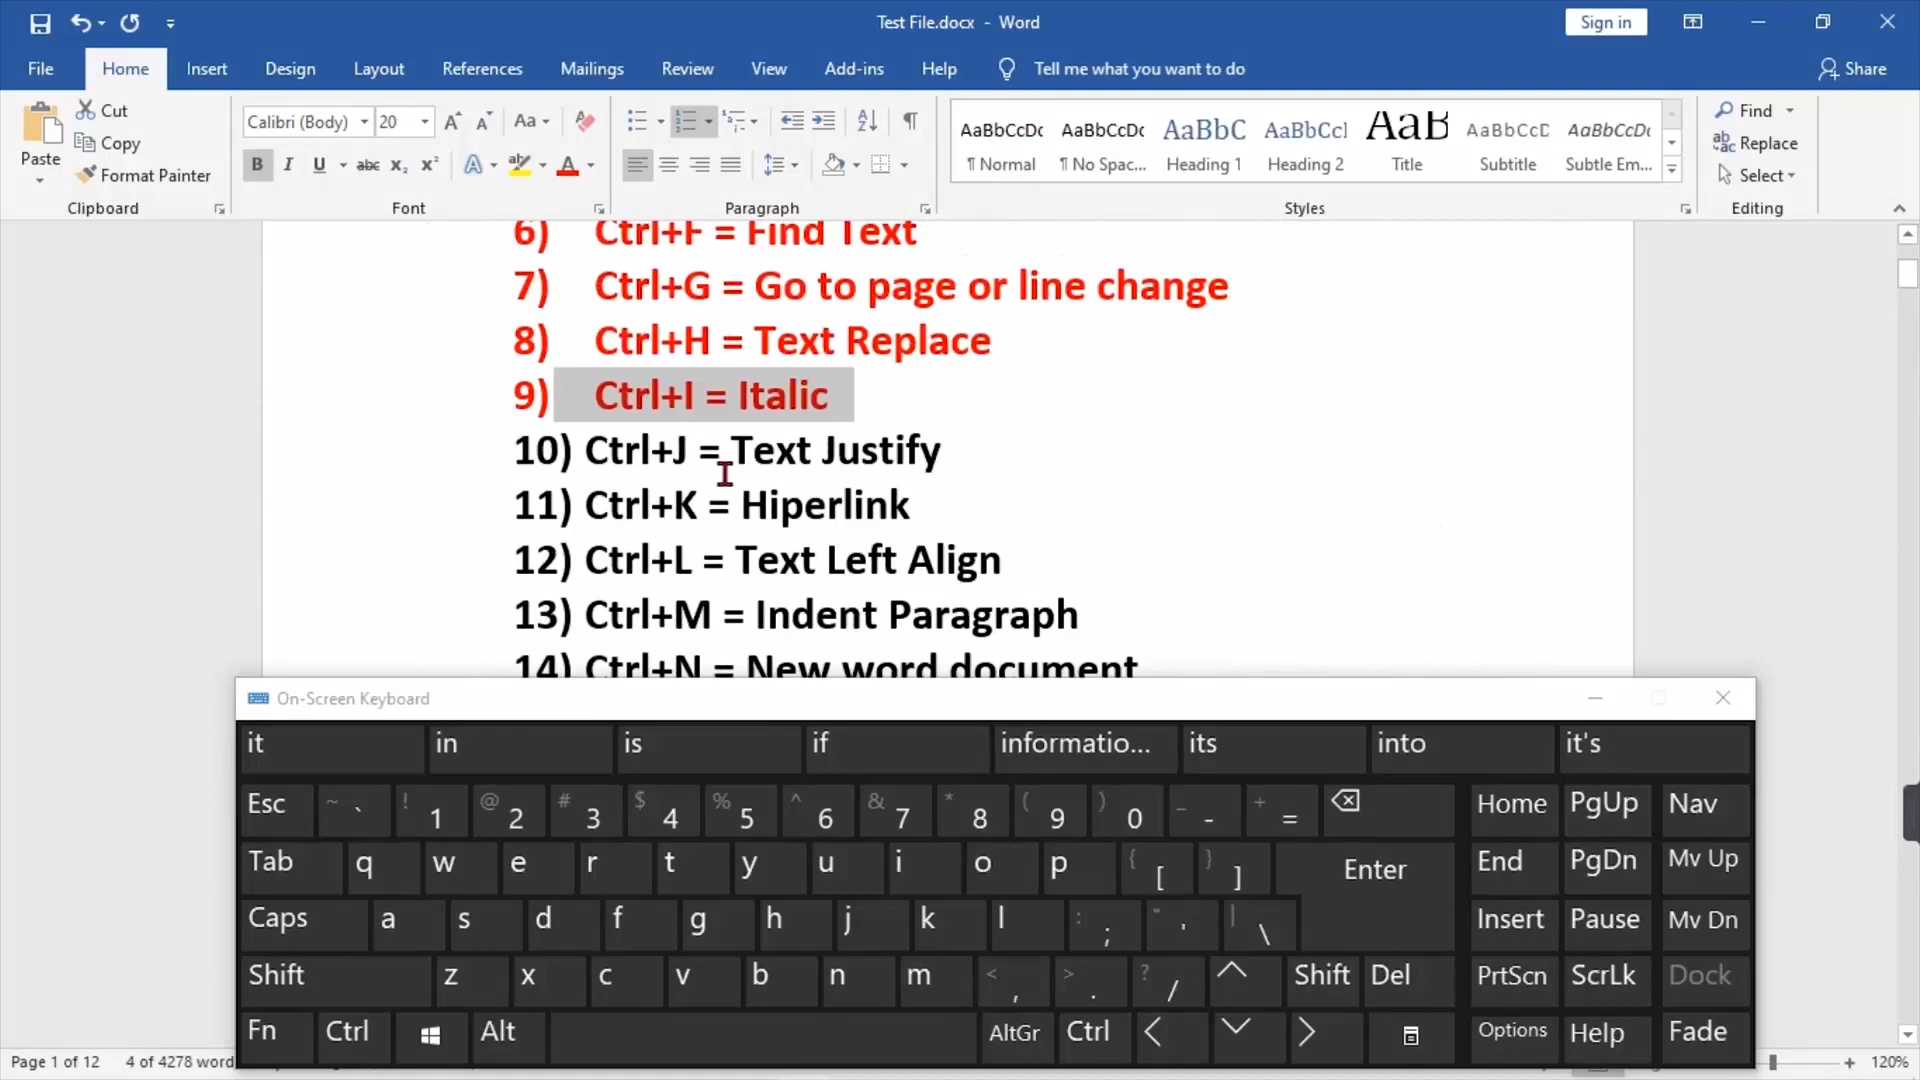 Test File.docx - Word
Sign in
File Home Insert Design Layout References Mailings Review View Add-ins Help Tell me what you want to do Share
Paste
Cut
Copy
Format Painter
Clipboard
Calibri (Body) 20
Font
Paragraph
AaBbCcDc AaBbCcDc AaBbC AaBbCcl AaB AaBbCcD AaBbCcDc
¶ Normal ¶ No Spac... Heading 1 Heading 2 Title Subtitle Subtle Em...
Styles
Find
Replace
Select
Editing
6) Ctrl+F = Find Text
7) Ctrl+G = Go to page or line change
8) Ctrl+H = Text Replace
9) Ctrl+I = Italic
10) Ctrl+J = Text Justify
11) Ctrl+K = Hiperlink
12) Ctrl+L = Text Left Align
13) Ctrl+M = Indent Paragraph
14) Ctrl+N = New word document
On-Screen Keyboard
it in is if informatio... its into it's
Esc ~ ` ! 1 @ 2 # 3 $ 4 % 5 ^ 6 & 7 * 8 ( 9 ) 0 _ - + = Home PgUp Nav
Tab q w e r t y u i o p { [ } ] Enter End PgDn Mv Up
Caps a s d f g h j k l : ; " ' | \ Insert Pause Mv Dn
Shift z x c v b n m < , > . ? / Shift Del PrtScn ScrLk Dock
Fn Ctrl Alt AltGr Ctrl Options Help Fade
Page 1 of 12 4 of 4278 word 120%